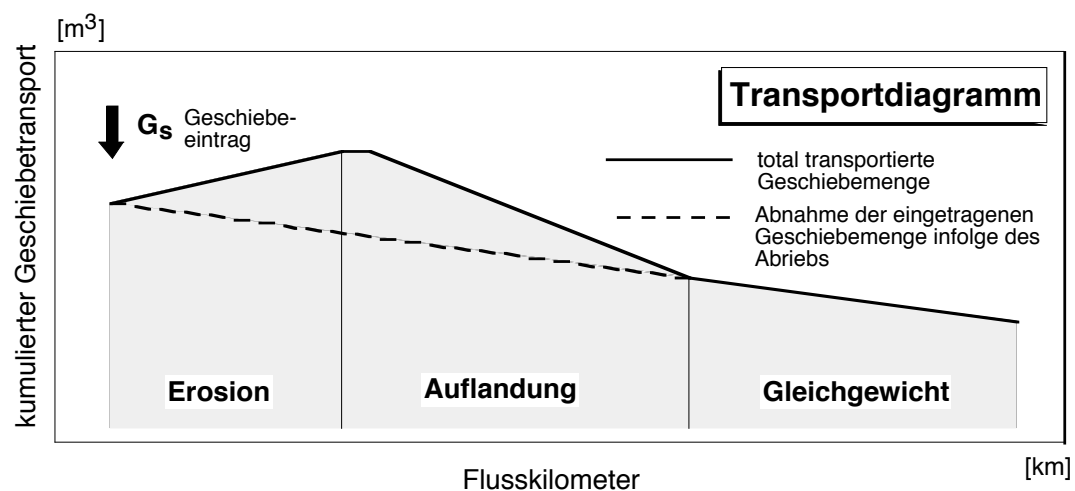 [m³]
kumulierter Geschiebetransport
Transportdiagramm
Gs Geschiebe-
eintrag
total transportierte
Geschiebemenge
Abnahme der eingetragenen
Geschiebemenge infolge des
Abriebs
Erosion
Auflandung
Gleichgewicht
Flusskilometer
[km]